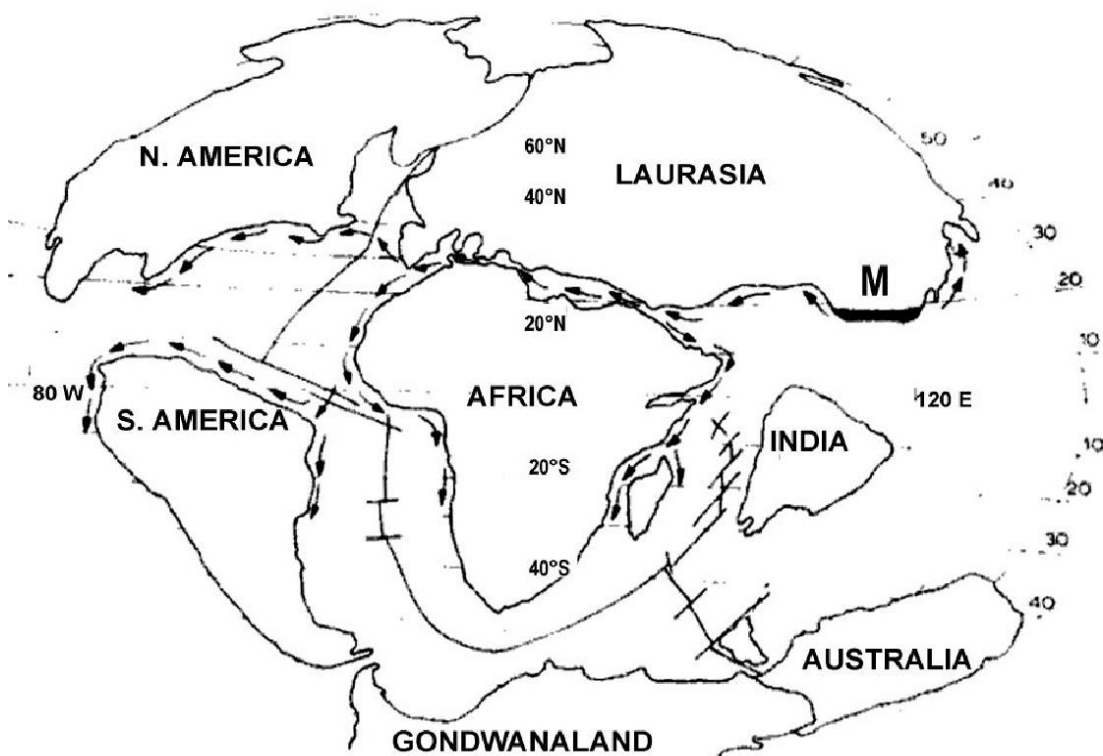 N. AMERICA
60°N
LAURASIA
40°N
50
40
30
M
20
20°N
10
80 W
AFRICA
120 E
S. AMERICA
INDIA
10
20°S
20
30
40°S
40
AUSTRALIA
GONDWANALAND